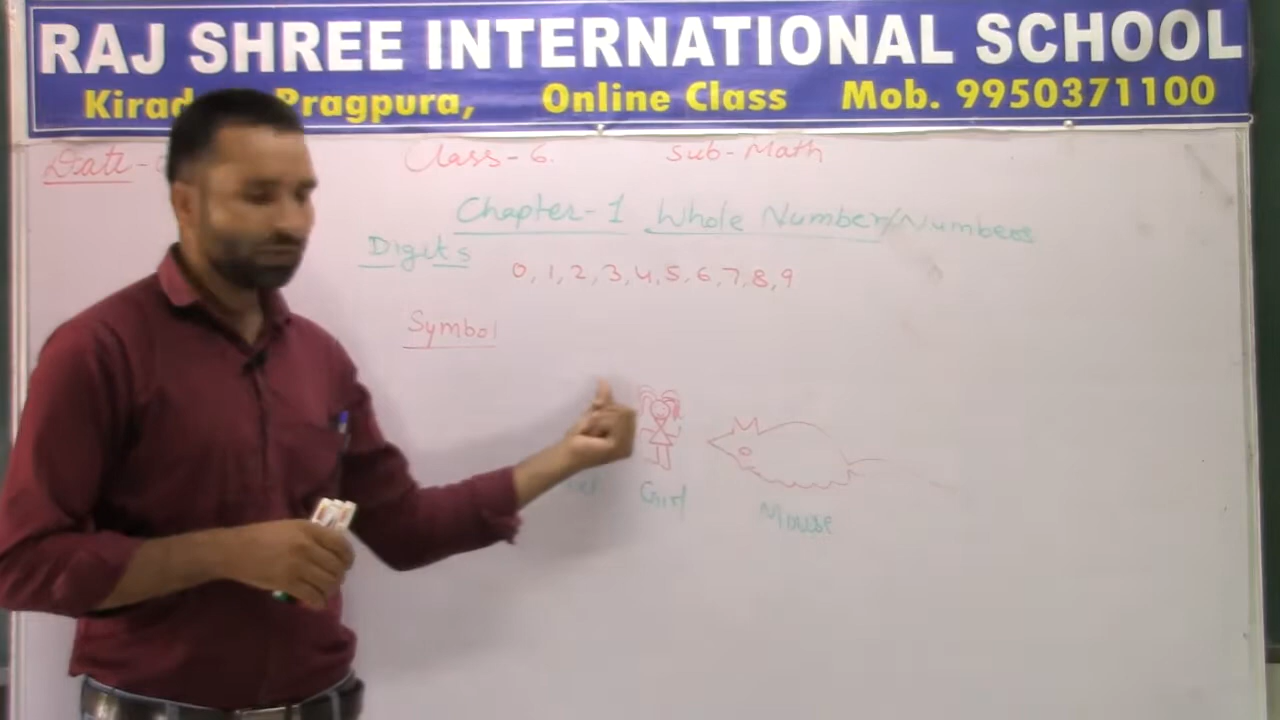 RAJ SHREE INTERNATIONAL SCHOOL
Pragpura, Online Class Mob. 9950371100
Date - Class-6. Sub-Math
Chapter-1 Whole Number/Numbers
Digits
0, 1, 2, 3, 4, 5, 6, 7, 8, 9
Symbol
Girl Mouse